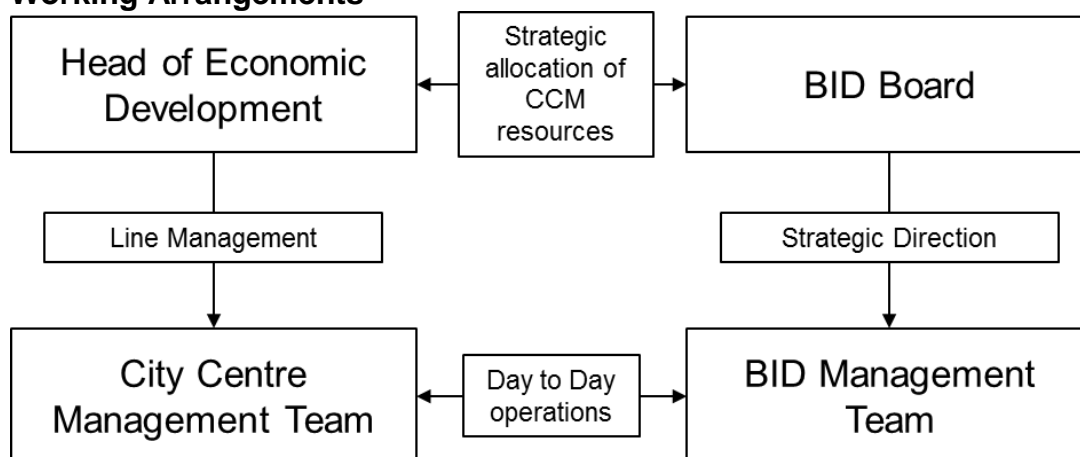 Working Arrangements
Head of Economic
Development
Strategic
allocation of
CCM
resources
BID Board
Line Management
Strategic Direction
City Centre
Management Team
Day to Day
operations
BID Management
Team